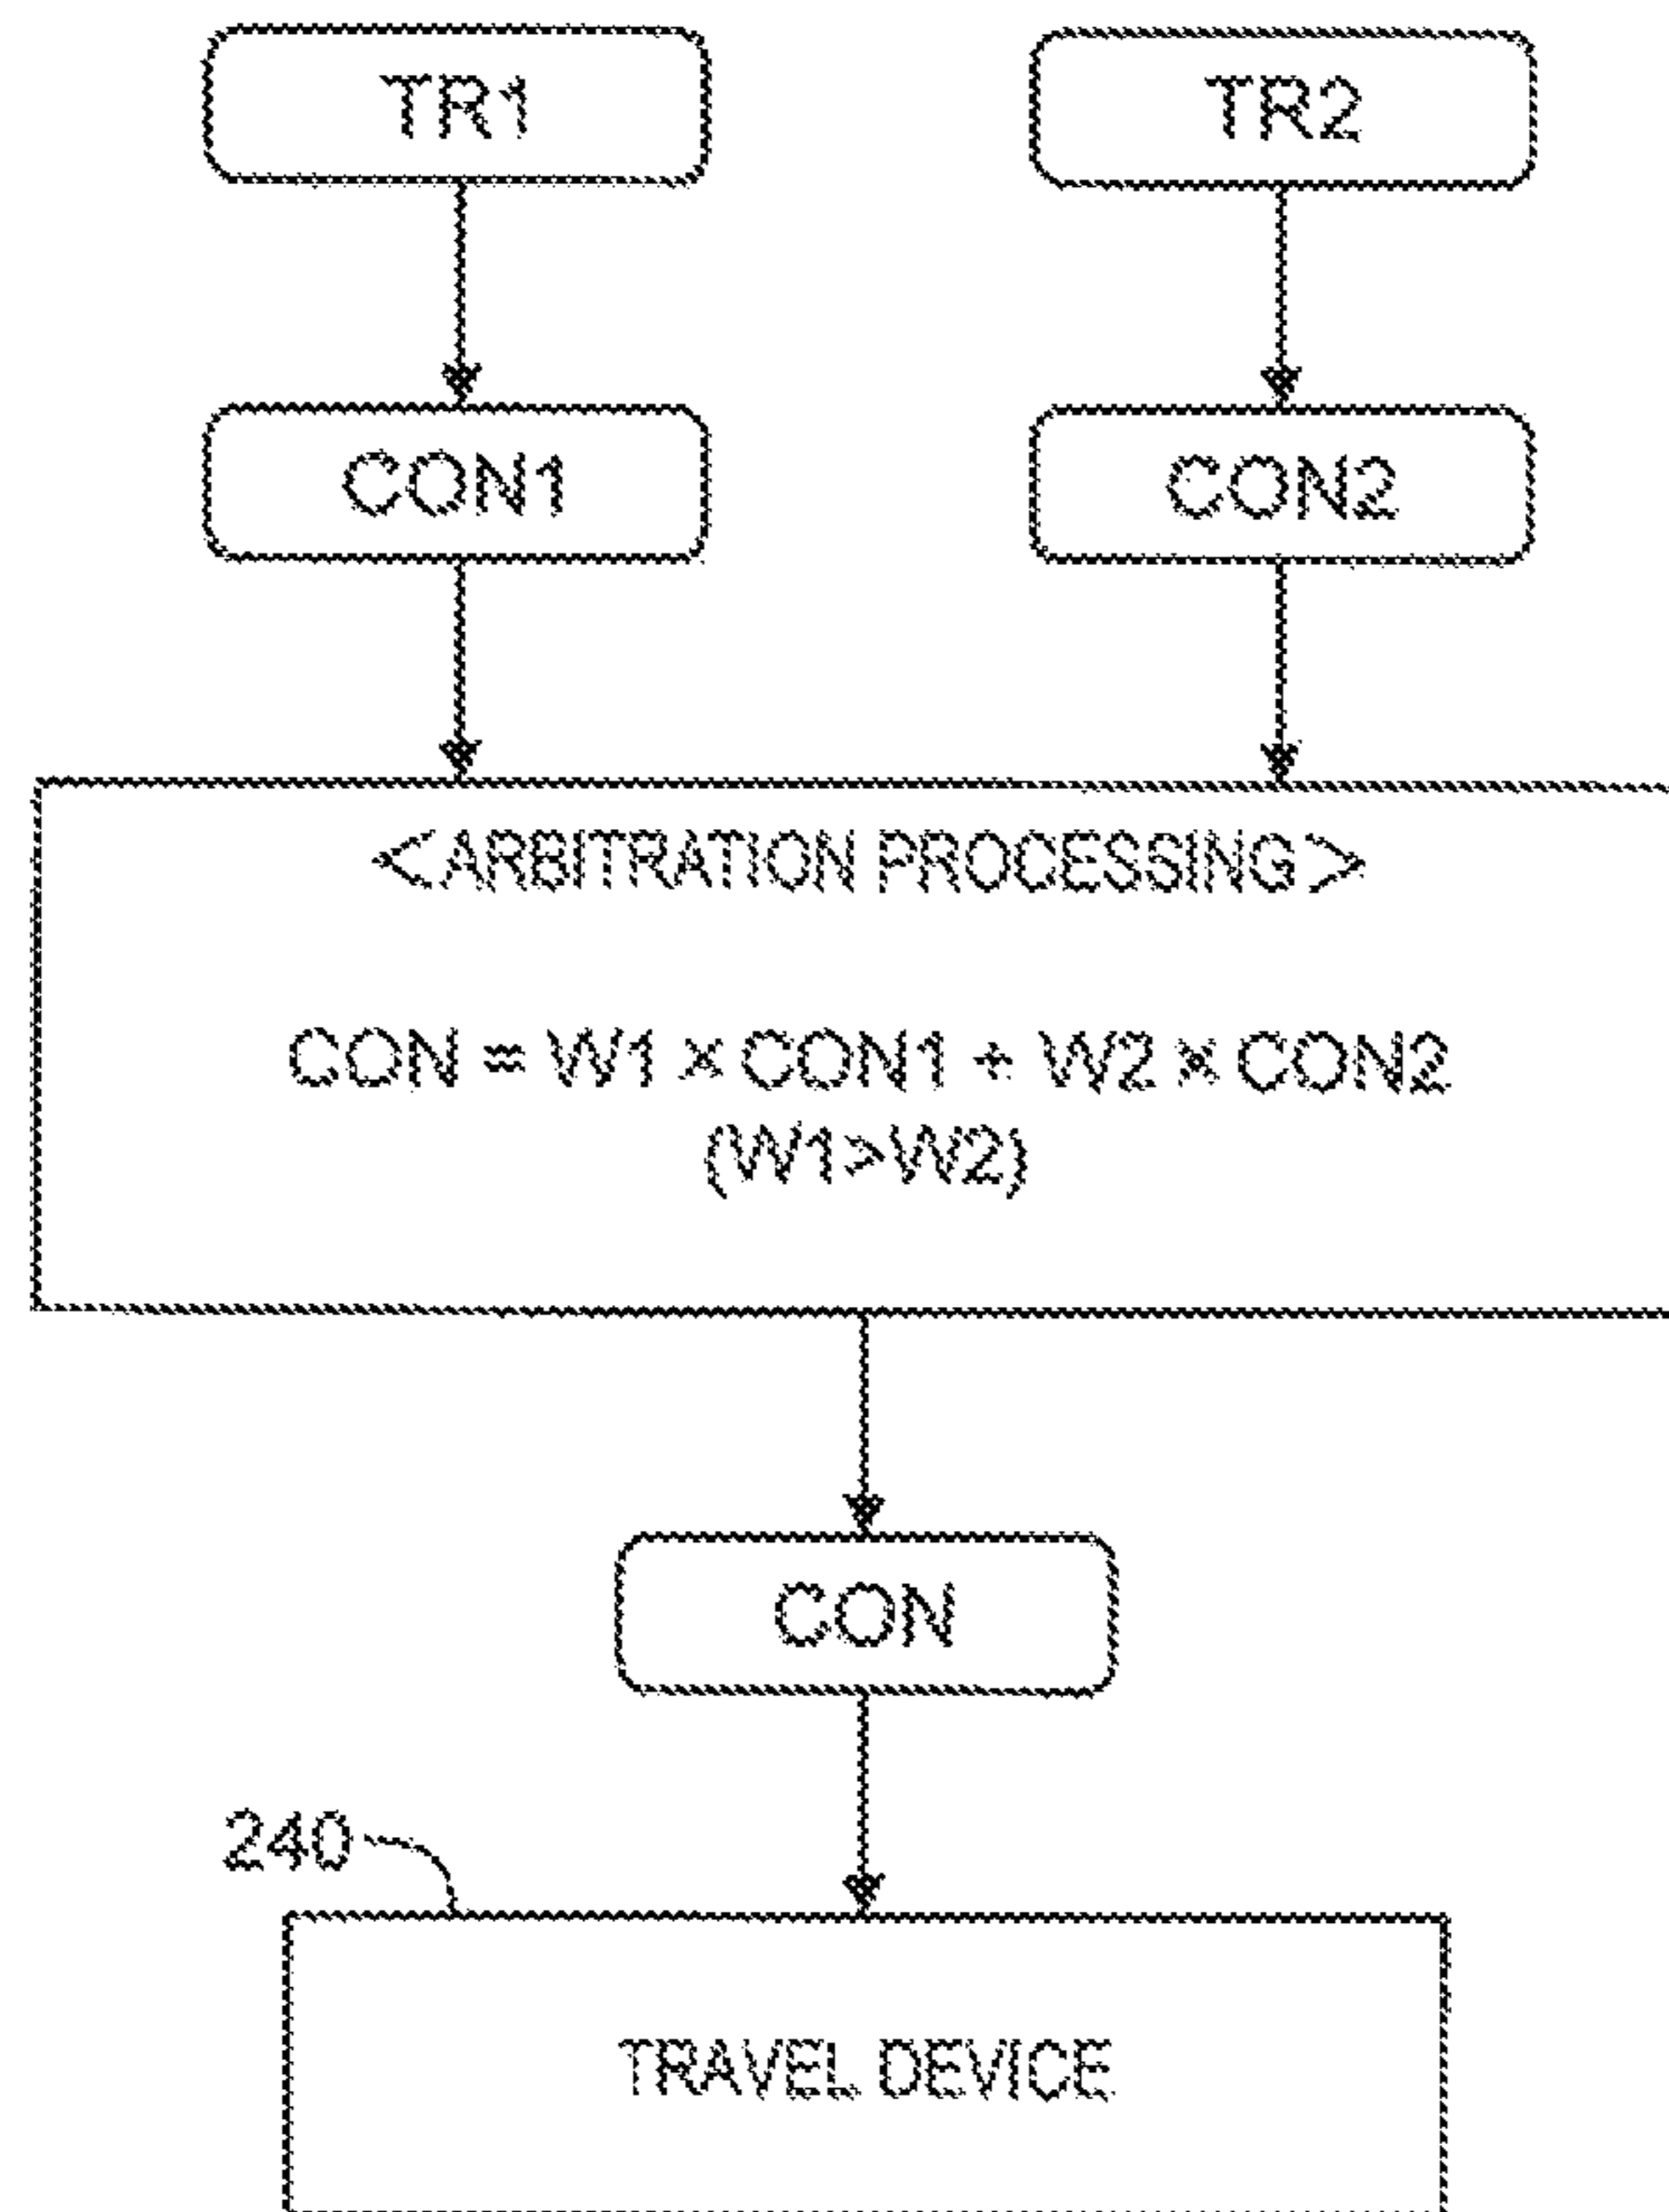 TR1
TR2
CON1
CON2
<ARBITRATION PROCESSING>
CON = W1 × CON1 + W2 × CON2
(W1>W2)
CON
240
TRAVEL DEVICE